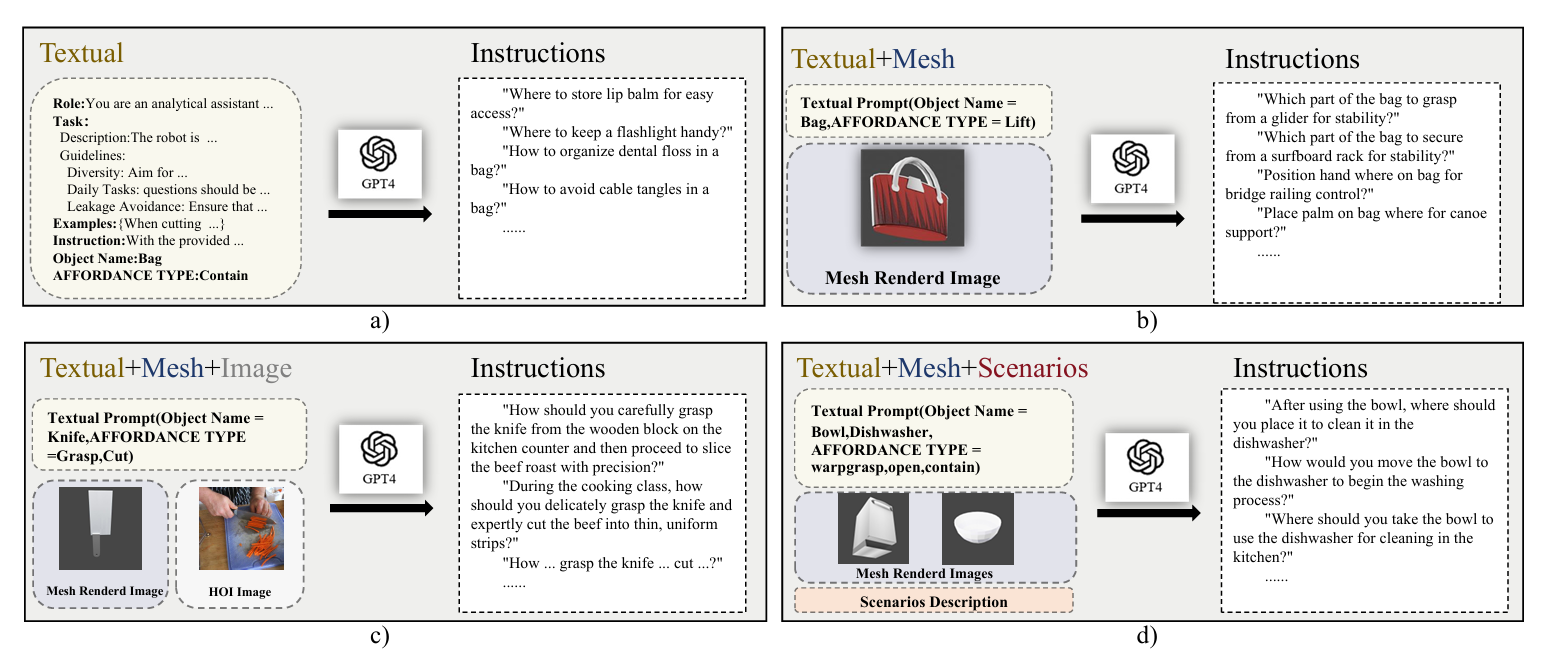 Textual
Instructions
Role:You are an analytical assistant ...
Task:
Description:The robot is ...
Guidelines:
Diversity: Aim for ...
Daily Tasks: questions should be ...
Leakage Avoidance: Ensure that ...
Examples:{When cutting ...}
Instruction:With the provided ...
Object Name:Bag
AFFORDANCE TYPE:Contain
GPT4
"Where to store lip balm for easy
access?"
"Where to keep a flashlight handy?"
"How to organize dental floss in a
bag?"
"How to avoid cable tangles in a
bag?"
......
a)
Textual+Mesh
Instructions
Textual Prompt(Object Name =
Bag,AFFORDANCE TYPE = Lift)
Mesh Renderd Image
GPT4
"Which part of the bag to grasp
from a glider for stability?"
"Which part of the bag to secure
from a surfboard rack for stability?"
"Position hand where on bag for
bridge railing control?"
"Place palm on bag where for canoe
support?"
......
b)
Textual+Mesh+Image
Instructions
Textual Prompt(Object Name =
Knife,AFFORDANCE TYPE
=Grasp,Cut)
Mesh Renderd Image
HOI Image
GPT4
"How should you carefully grasp
the knife from the wooden block on the
kitchen counter and then proceed to slice
the beef roast with precision?"
"During the cooking class, how
should you delicately grasp the knife and
expertly cut the beef into thin, uniform
strips?"
"How ... grasp the knife ... cut ...?"
......
c)
Textual+Mesh+Scenarios
Instructions
Textual Prompt(Object Name =
Bowl,Dishwasher,
AFFORDANCE TYPE =
warpgrasp,open,contain)
Mesh Renderd Images
Scenarios Description
GPT4
"After using the bowl, where should
you place it to clean it in the
dishwasher?"
"How would you move the bowl to
the dishwasher to begin the washing
process?"
"Where should you take the bowl to
use the dishwasher for cleaning in the
kitchen?"
......
d)